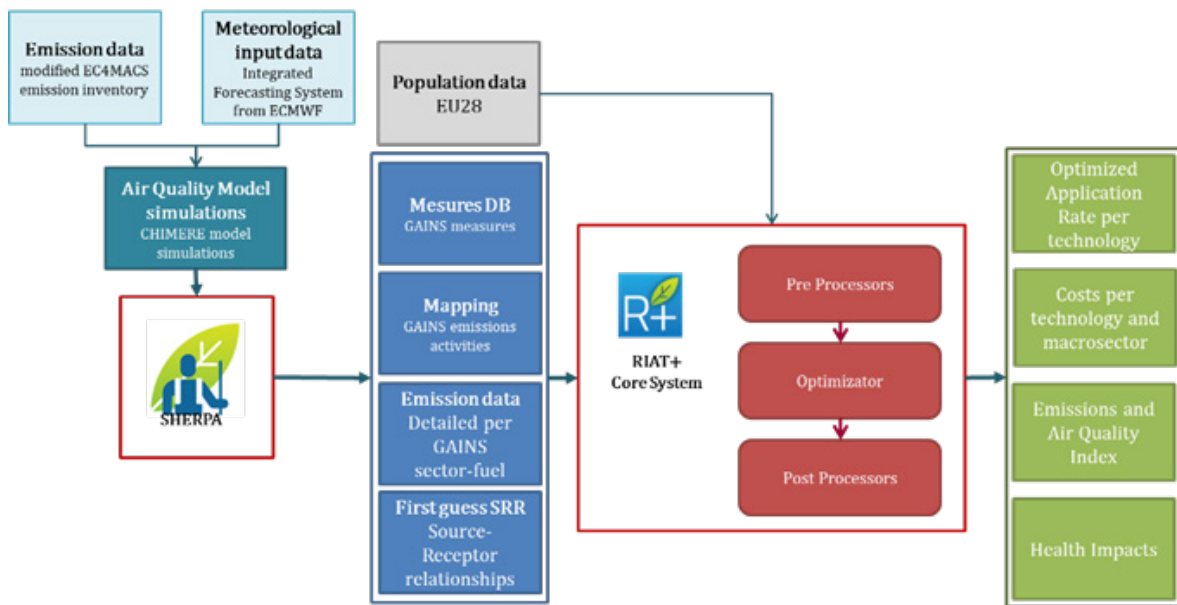 Emission data
modified EC4MACS
emission inventory
Meteorological
input data
Integrated
Forecasting System
from ECMWF
Population data
EU28
Air Quality Model
simulations
CHIMERE model
simulations
SHERPA
Mesures DB
GAINS measures
Mapping
GAINS emissions
activities
Emission data
Detailed per
GAINS
sector-fuel
First guess SRR
Source-
Receptor
relationships
R+
RIAT+
Core System
Pre Processors
Optimizator
Post Processors
Optimized
Application
Rate per
technology
Costs per
technology and
macrosector
Emissions and
Air Quality
Index
Health Impacts